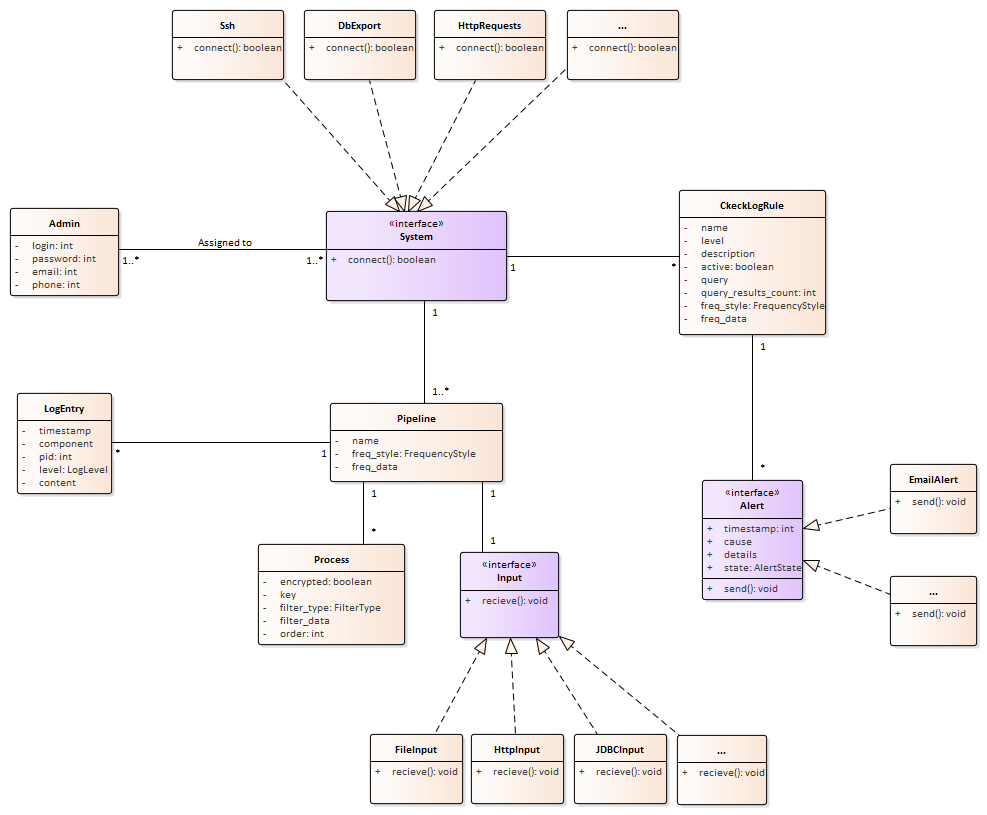 Ssh
+ connect(): boolean
DbExport
+ connect(): boolean
HttpRequests
+ connect(): boolean
...
+ connect(): boolean
Admin
- login: int
- password: int
- email: int
- phone: int
Assigned to
1..*
1..*
«interface»
System
+ connect(): boolean
1
*
CkeckLogRule
- name
- level
- description
- active: boolean
- query
- query_results_count: int
- freq_style: FrequencyStyle
- freq_data
1
1..*
1
*
LogEntry
- timestamp
- component
- pid: int
- level: LogLevel
- content
*
1
Pipeline
- name
- freq_style: FrequencyStyle
- freq_data
1
*
1
1
Process
- encrypted: boolean
- key
- filter_type: FilterType
- filter_data
- order: int
«interface»
Input
+ recieve(): void
«interface»
Alert
+ timestamp: int
+ cause
+ details
+ state: AlertState
+ send(): void
EmailAlert
+ send(): void
...
+ send(): void
FileInput
+ recieve(): void
HttpInput
+ recieve(): void
JDBCInput
+ recieve(): void
...
+ recieve(): void